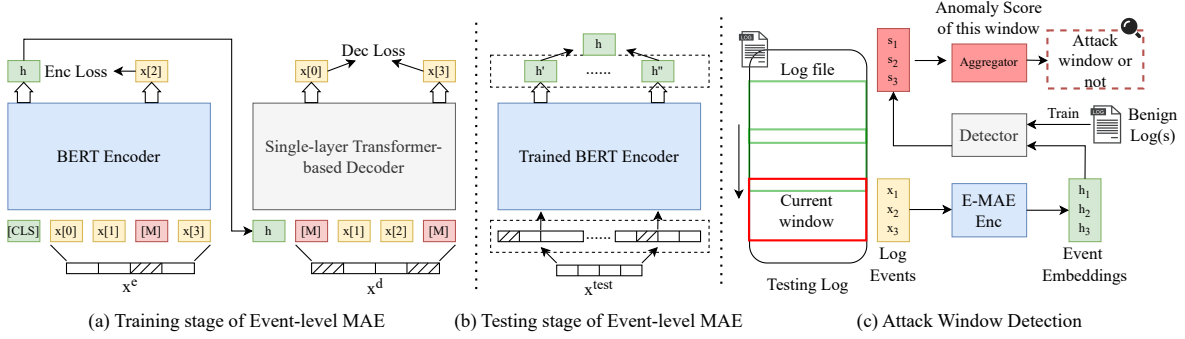 h
Enc Loss
x[2]
BERT Encoder
[CLS]
x[0]
x[1]
[M]
x[3]
x^e
x[0]
Dec Loss
x[3]
Single-layer Transformer-
based Decoder
h
[M]
x[1]
x[2]
[M]
x^d
h
h'
......
h''
Trained BERT Encoder
......
x^test
LOG
Log file
Current
window
Testing Log
Anomaly Score
of this window
s1
s2
s3
Aggregator
Attack
window or
not
Detector
Train
LOG
Benign
Log(s)
x1
x2
x3
Log
Events
E-MAE
Enc
h1
h2
h3
Event
Embeddings
(a) Training stage of Event-level MAE
(b) Testing stage of Event-level MAE
(c) Attack Window Detection